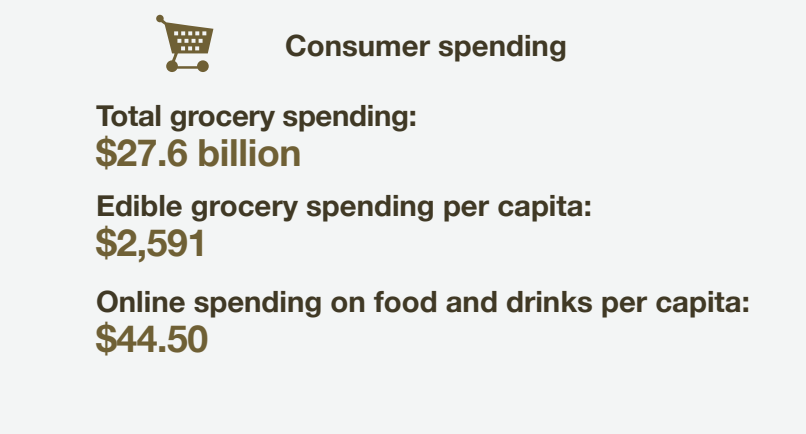 Consumer spending
Total grocery spending:
$27.6 billion
Edible grocery spending per capita:
$2,591
Online spending on food and drinks per capita:
$44.50